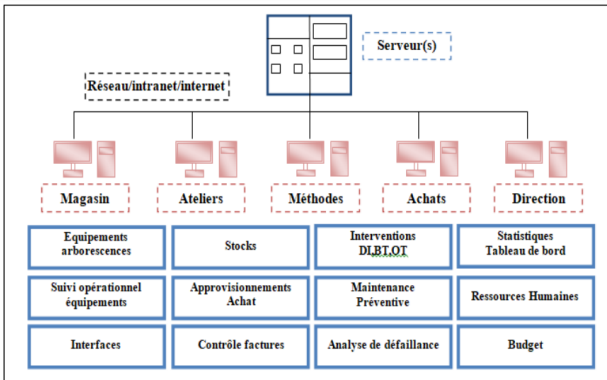 Serveur(s)
Réseau/intranet/internet
Magasin
Ateliers
Méthodes
Achats
Direction
Equipements
arborescences
Stocks
Interventions
DI,BT,OT
Statistiques
Tableau de bord
Suivi opérationnel
équipements
Approvisionnements
Achat
Maintenance
Préventive
Ressources Humaines
Interfaces
Contrôle factures
Analyse de défaillance
Budget